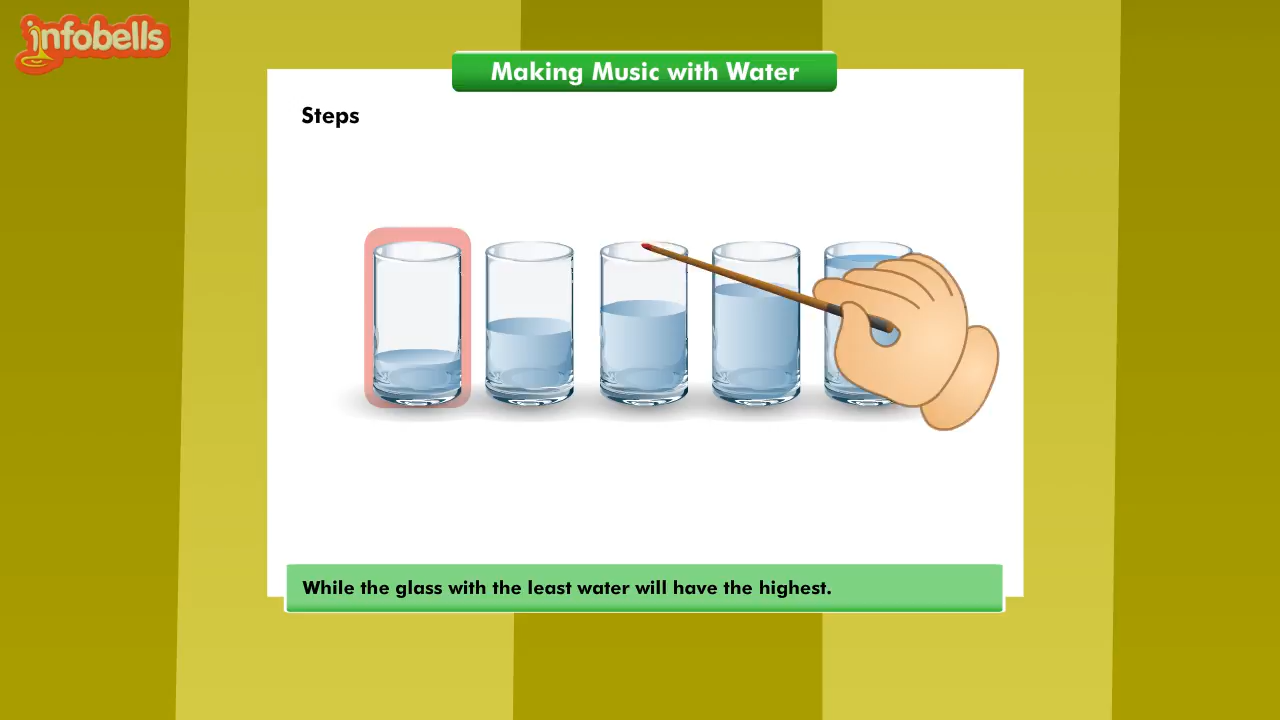 infobells
Making Music with Water
Steps
While the glass with the least water will have the highest.